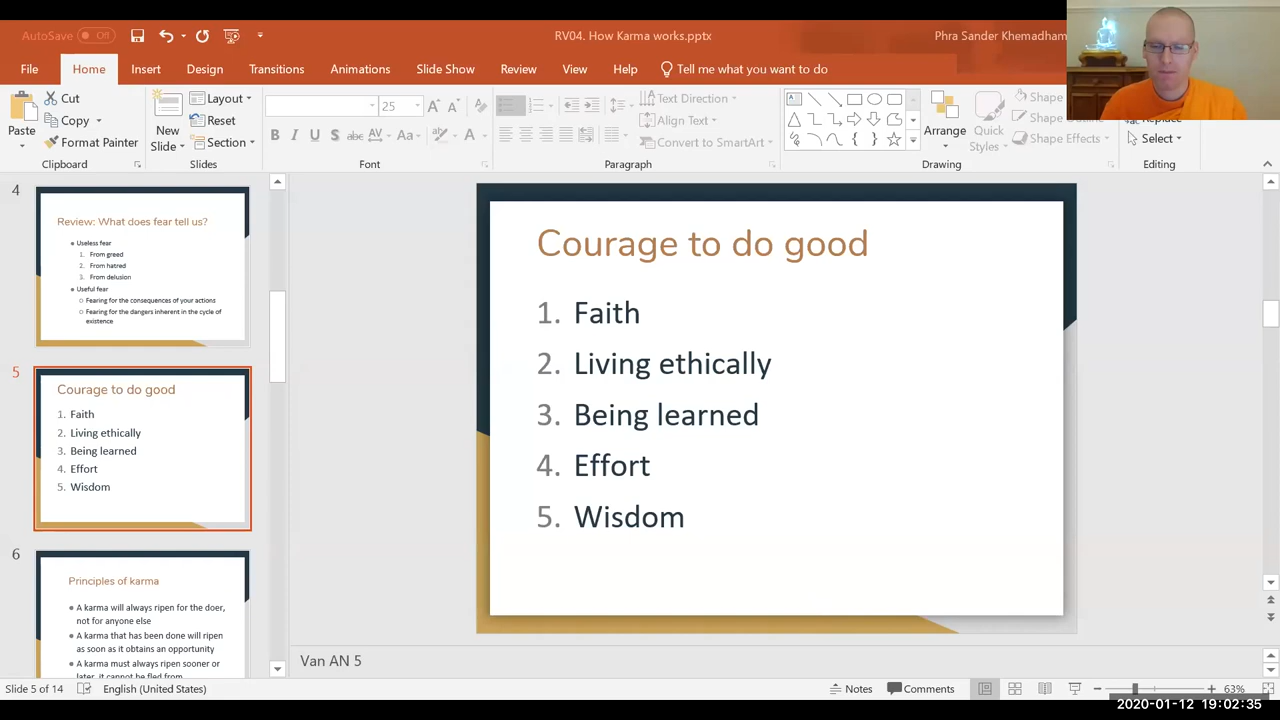 AutoSave Off
RV04. How Karma works.pptx
Phra Sander Khemadham
File Home Insert Design Transitions Animations Slide Show Review View Help Tell me what you want to do
Paste
Cut
Copy
Format Painter
Clipboard
New Slide
Layout
Reset
Section
Slides
25
Font
Text Direction
Align Text
Convert to SmartArt
Paragraph
Arrange
Quick Styles
Shape
Shape Outline
Shape Effects
Drawing
Replace
Select
Editing
4
Review: What does fear tell us?
Useless fear
1. From greed
2. From hatred
3. From delusion
Useful fear
Fearing for the consequences of your actions
Fearing for the dangers inherent in the cycle of
existence
5
Courage to do good
1. Faith
2. Living ethically
3. Being learned
4. Effort
5. Wisdom
6
Principles of karma
A karma will always ripen for the doer,
not for anyone else
A karma that has been done will ripen
as soon as it obtains an opportunity
A karma must always ripen sooner or
later, it cannot be fled from
Courage to do good
1. Faith
2. Living ethically
3. Being learned
4. Effort
5. Wisdom
Van AN 5
Slide 5 of 14 English (United States) Notes Comments 63%
2020-01-12 19:02:35